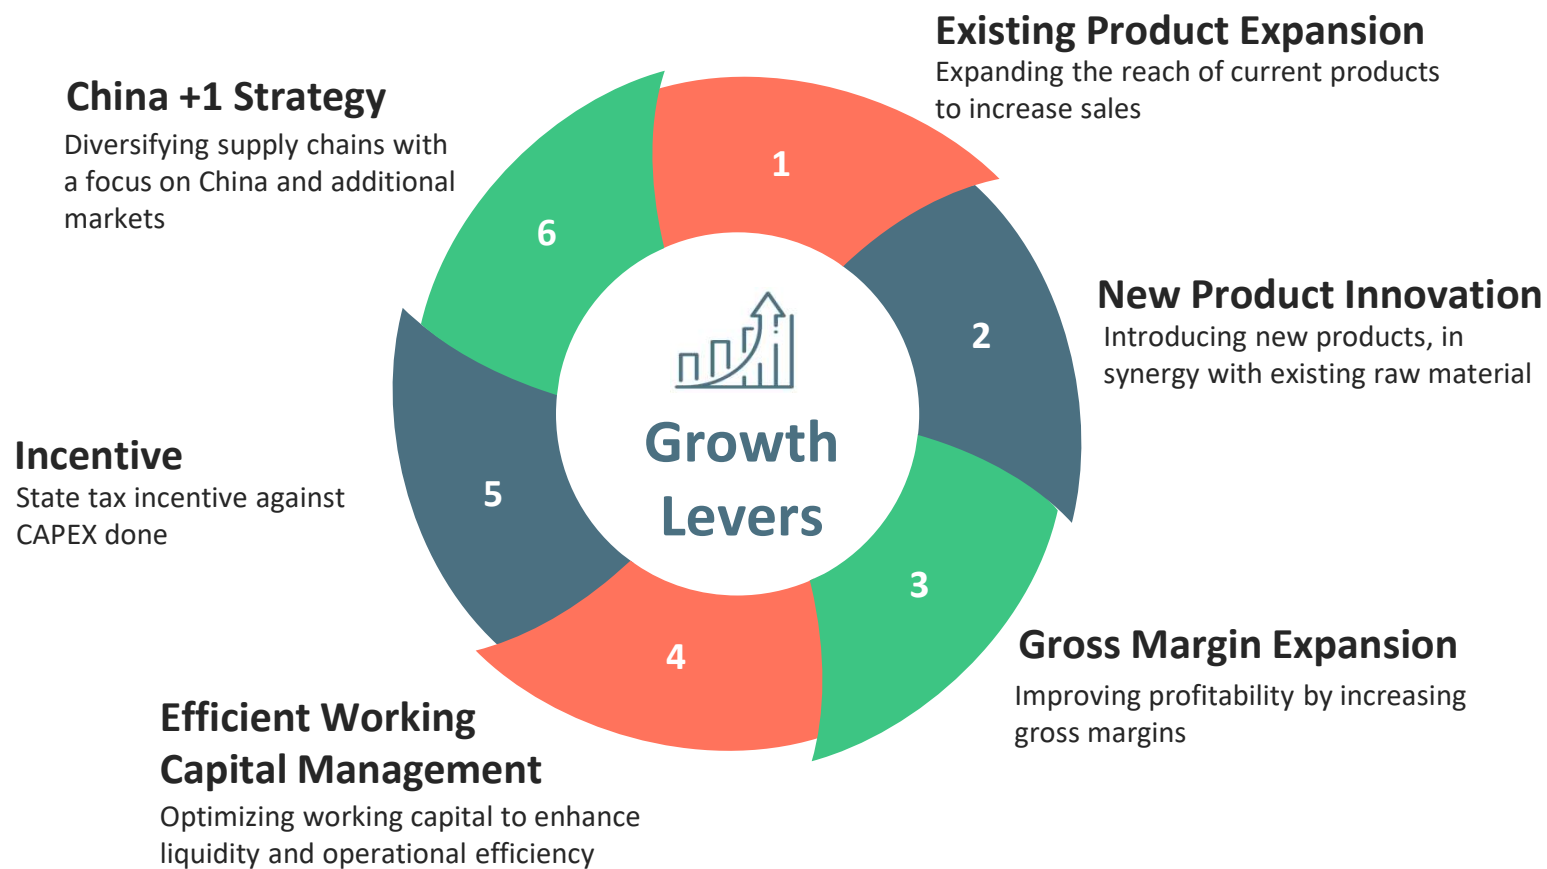 Existing Product Expansion
Expanding the reach of current products
to increase sales
1
New Product Innovation
Introducing new products, in
synergy with existing raw material
2
Gross Margin Expansion
Improving profitability by increasing
gross margins
3
Efficient Working
Capital Management
Optimizing working capital to enhance
liquidity and operational efficiency
4
Incentive
State tax incentive against
CAPEX done
5
China +1 Strategy
Diversifying supply chains with
a focus on China and additional
markets
6
Growth
Levers